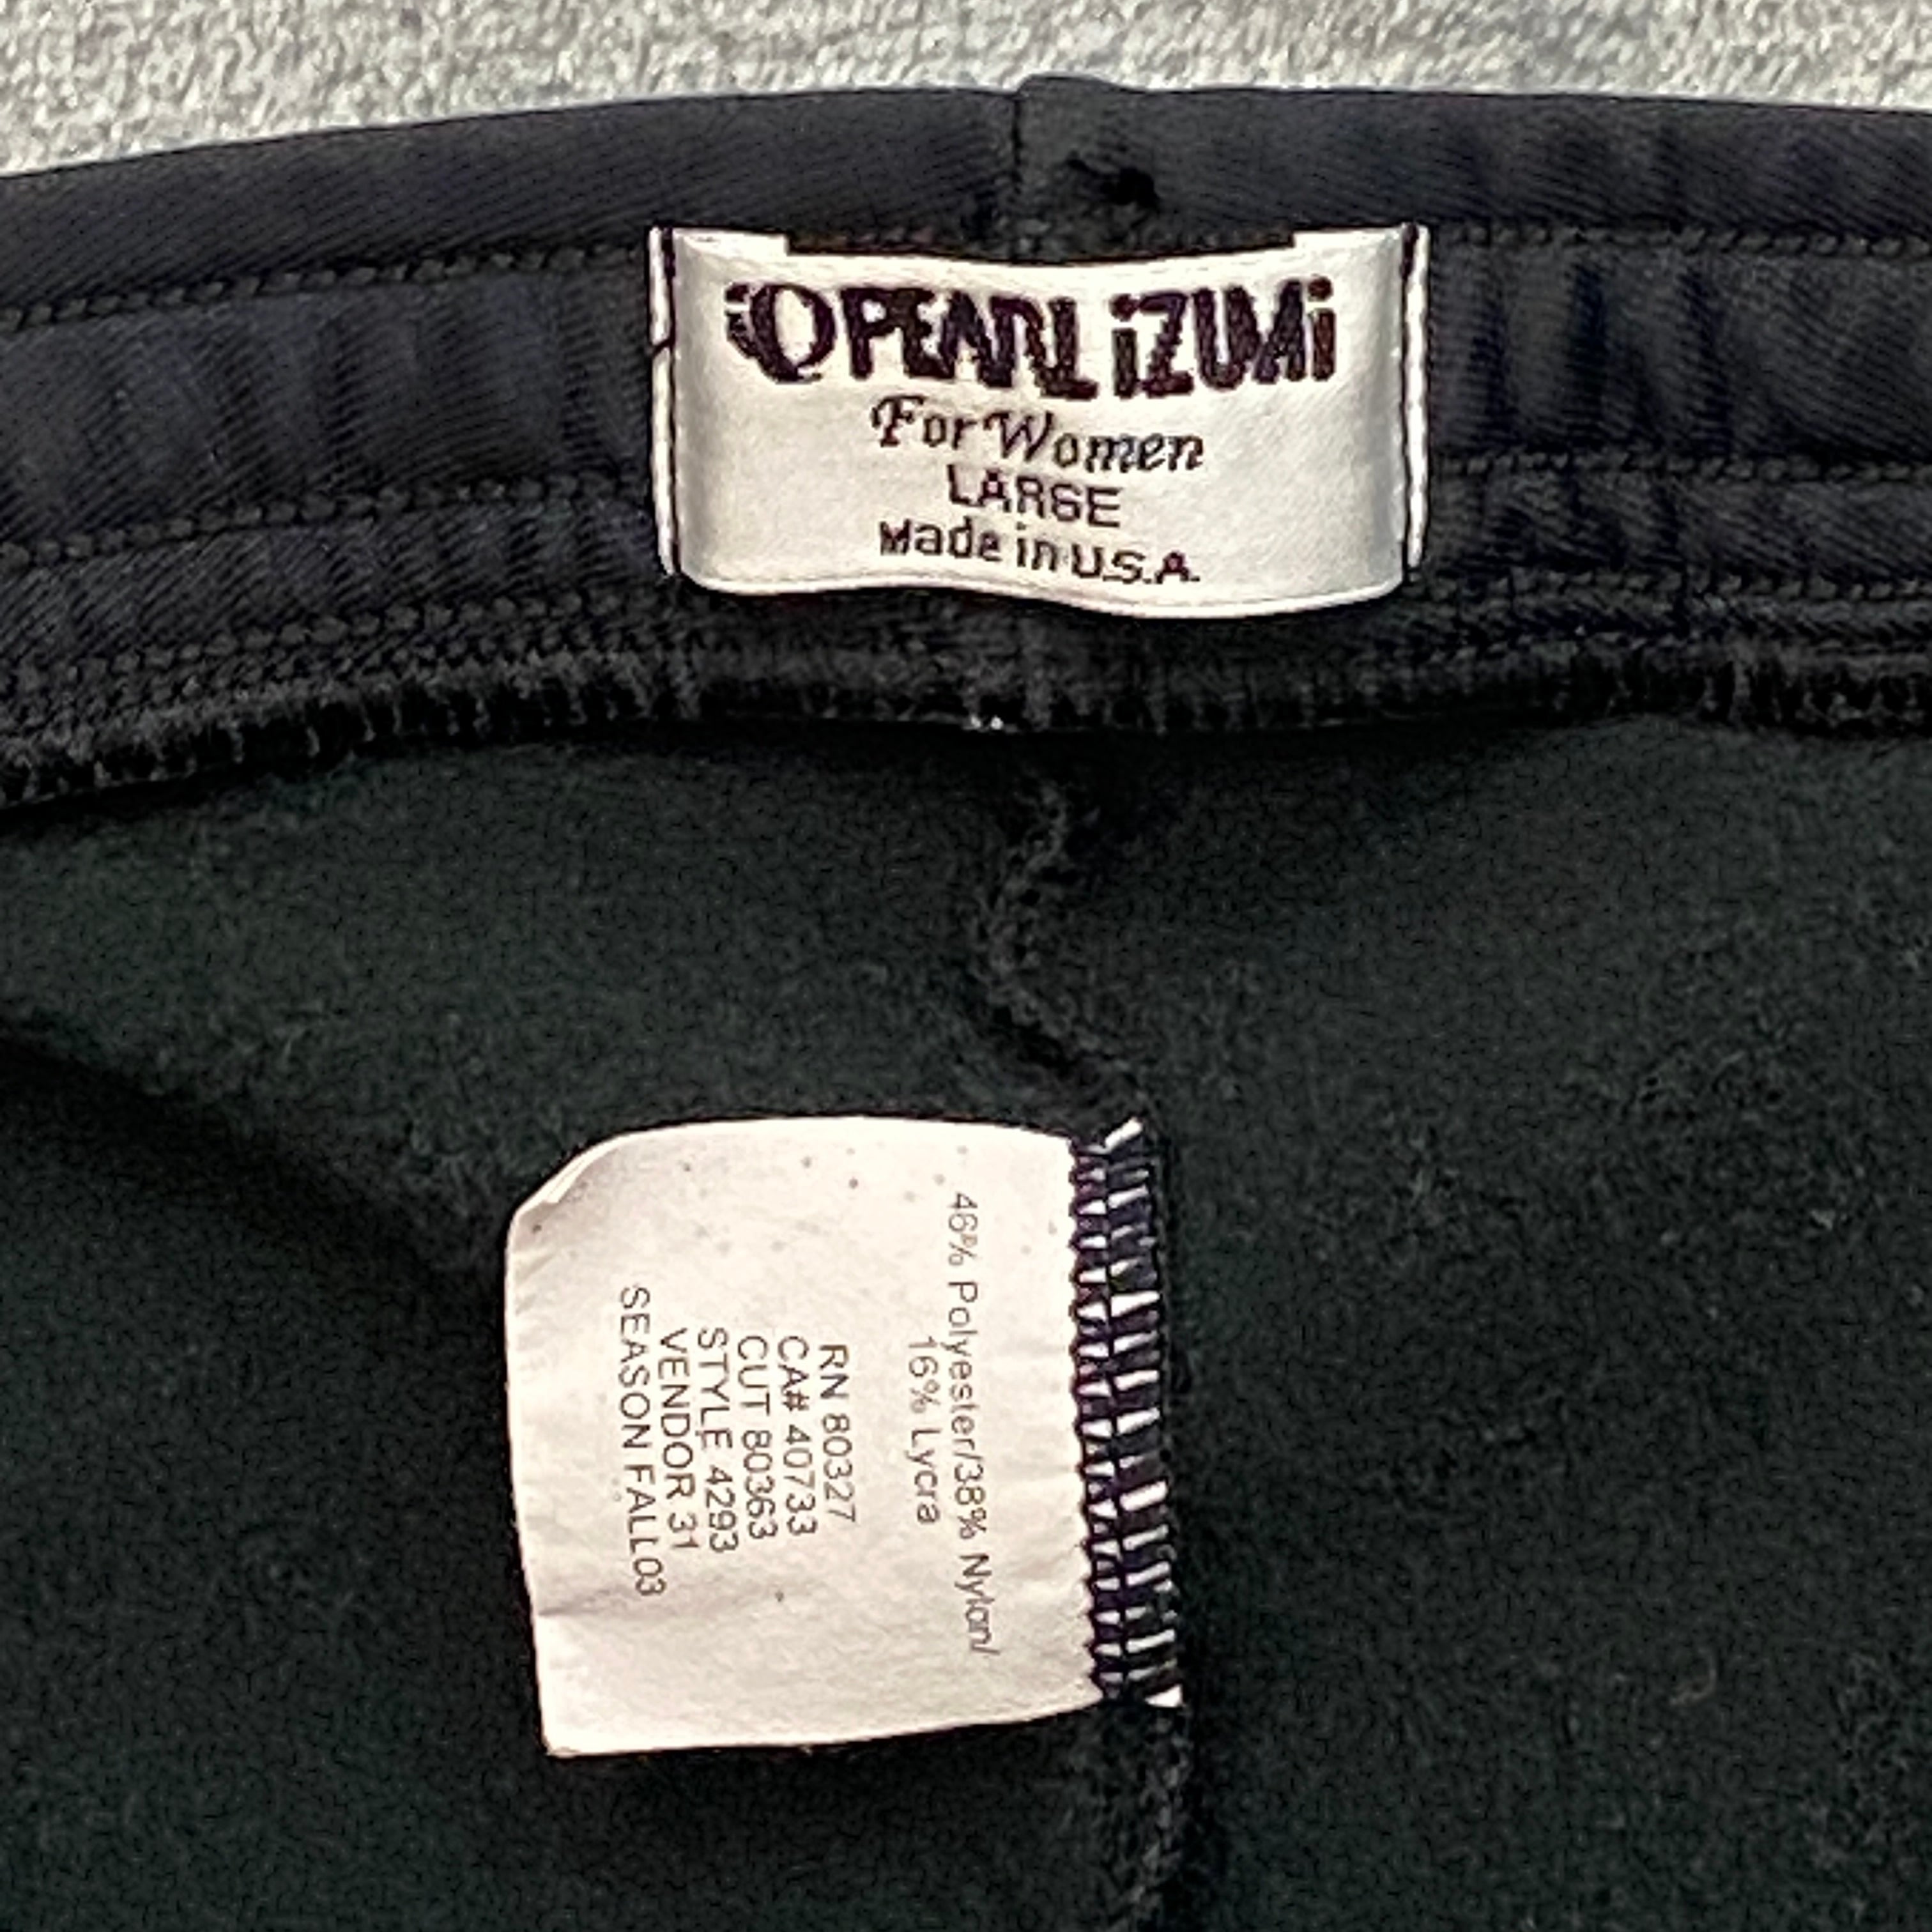 PEARL iZUMi
For Women
LARGE
Made in U.S.A.
46% Polyester/38% Nylon/
16% Lycra
RN 80327
CA# 40733
CUT 80363
STYLE 4293
VENDOR 31
SEASON FALL03